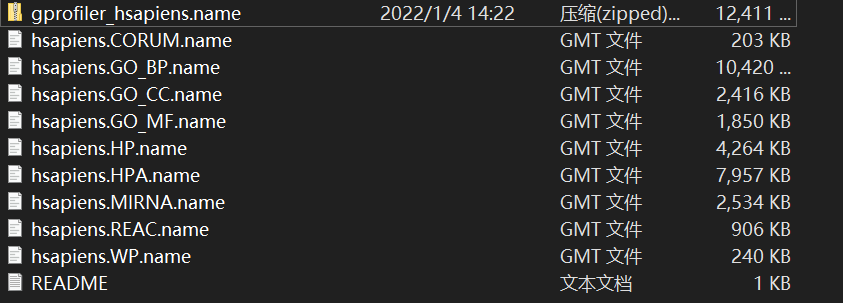 gprofiler_hsapiens.name 2022/1/4 14:22 压缩(zipped)... 12,411 ...
hsapiens.CORUM.name GMT 文件 203 KB
hsapiens.GO_BP.name GMT 文件 10,420 ...
hsapiens.GO_CC.name GMT 文件 2,416 KB
hsapiens.GO_MF.name GMT 文件 1,850 KB
hsapiens.HP.name GMT 文件 4,264 KB
hsapiens.HPA.name GMT 文件 7,957 KB
hsapiens.MIRNA.name GMT 文件 2,534 KB
hsapiens.REAC.name GMT 文件 906 KB
hsapiens.WP.name GMT 文件 240 KB
README 文本文档 1 KB